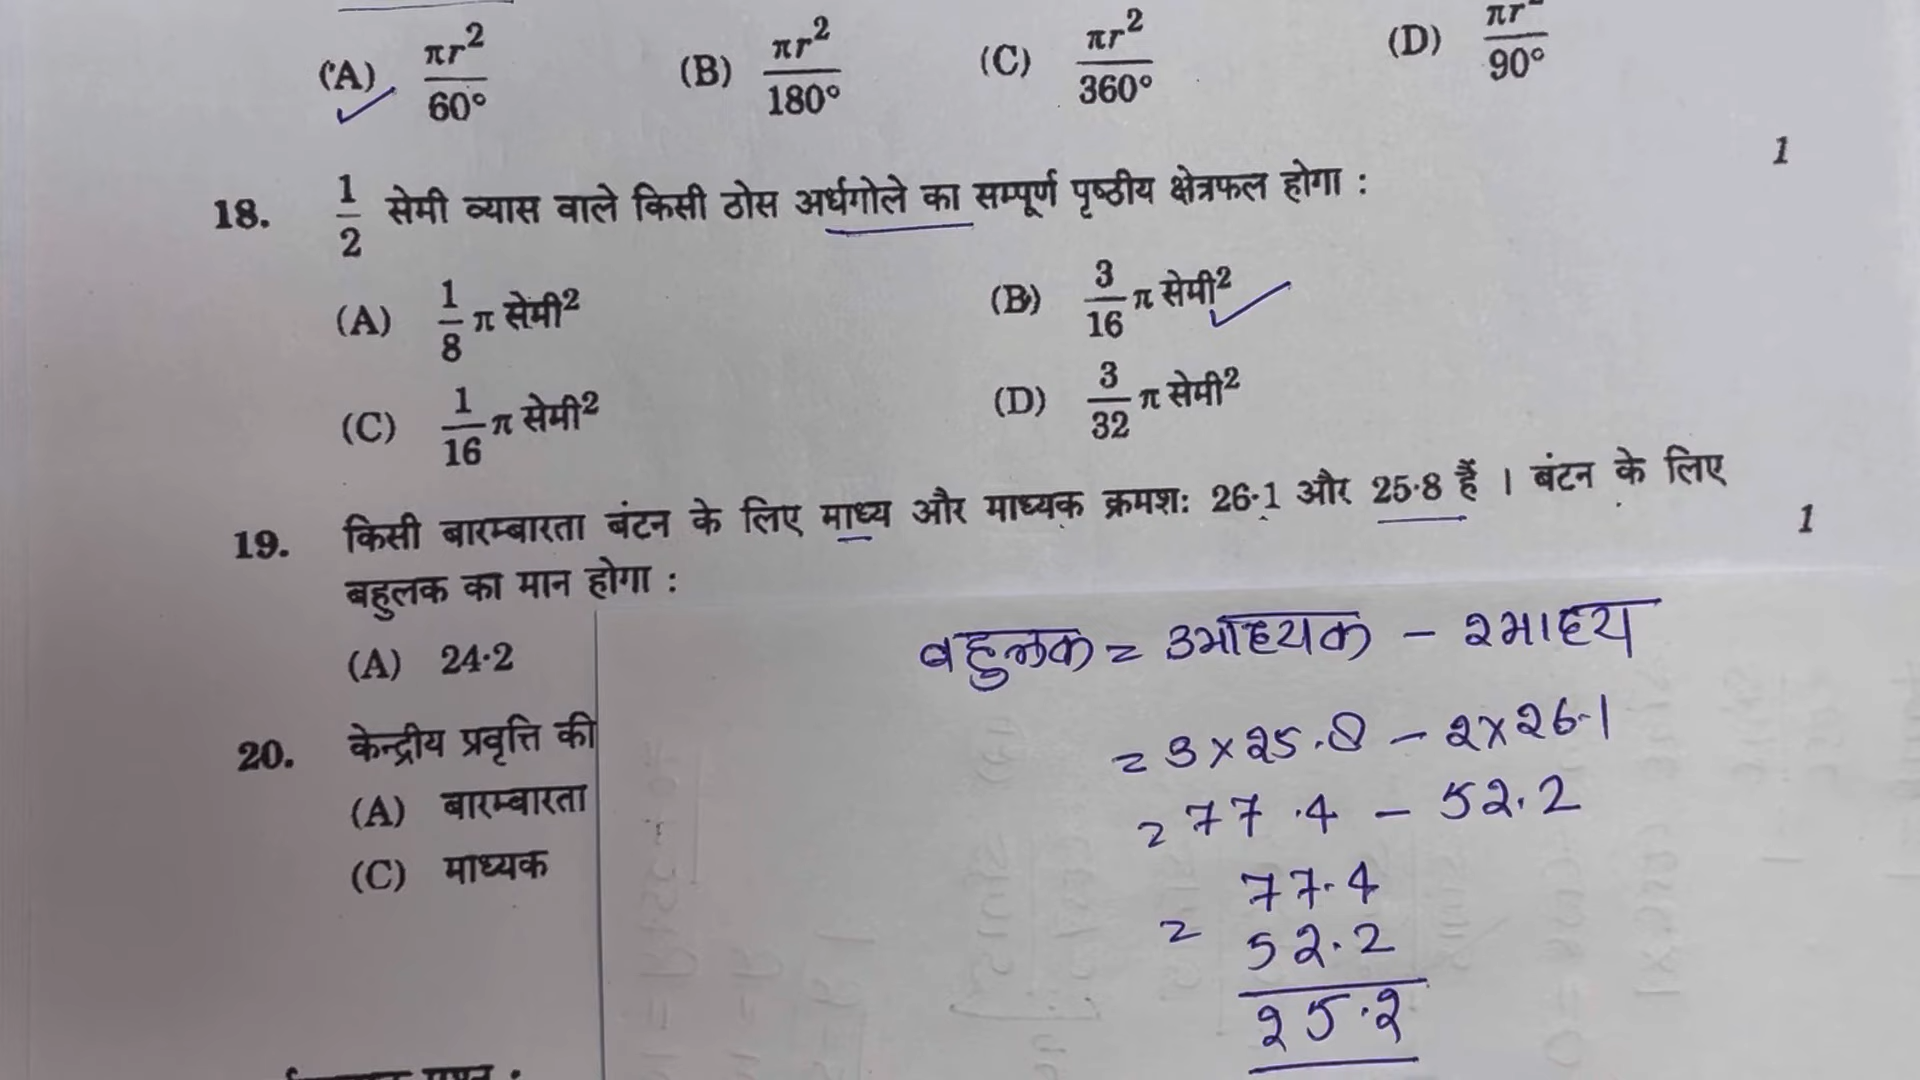 (A) πr²/60° (B) πr²/180° (C) πr²/360° (D) πr²/90°
1
18. 1/2 सेमी व्यास वाले किसी ठोस अर्धगोले का सम्पूर्ण पृष्ठीय क्षेत्रफल होगा :
(A) 1/8 π सेमी² (B) 3/16 π सेमी²
(C) 1/16 π सेमी² (D) 3/32 π सेमी²
19. किसी बारम्बारता बंटन के लिए माध्य और माध्यक क्रमशः 26·1 और 25·8 हैं । बंटन के लिए 1
बहुलक का मान होगा :
(A) 24·2
20. केन्द्रीय प्रवृत्ति की
(A) बारम्बारता
(C) माध्यक
बहुलक = 3माध्यक - 2माध्य
= 3×25.8 - 2×26.1
= 77.4 - 52.2
77.4
= 52.2
25.2